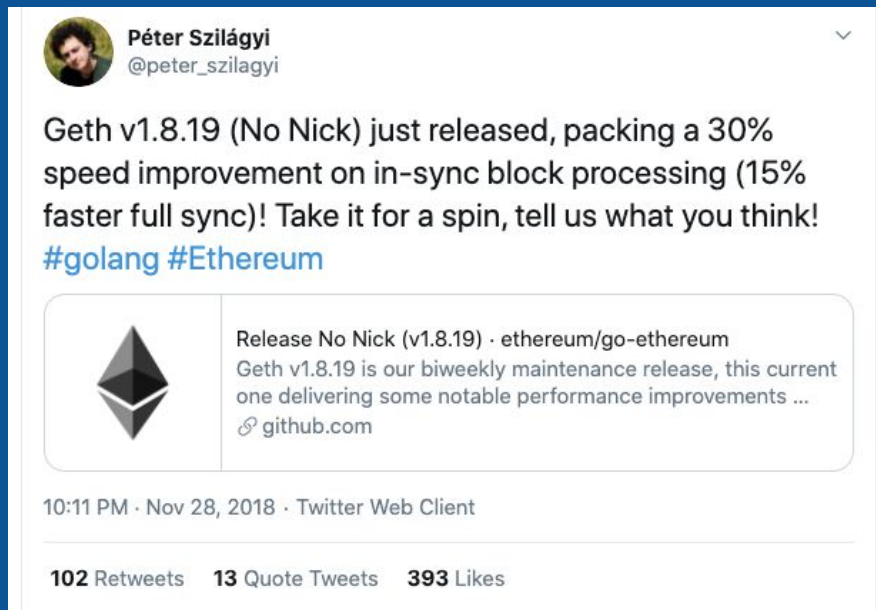 Péter Szilágyi
@peter_szilagyi
Geth v1.8.19 (No Nick) just released, packing a 30%
speed improvement on in-sync block processing (15%
faster full sync)! Take it for a spin, tell us what you think!
#golang #Ethereum
Release No Nick (v1.8.19) · ethereum/go-ethereum
Geth v1.8.19 is our biweekly maintenance release, this current
one delivering some notable performance improvements ...
github.com
10:11 PM · Nov 28, 2018 · Twitter Web Client
102 Retweets 13 Quote Tweets 393 Likes